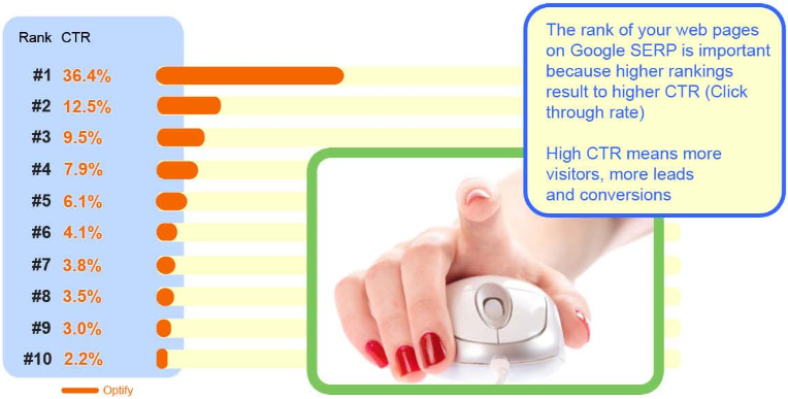 Rank CTR
#1 36.4%
#2 12.5%
#3 9.5%
#4 7.9%
#5 6.1%
#6 4.1%
#7 3.8%
#8 3.5%
#9 3.0%
#10 2.2%
Optify
The rank of your web pages
on Google SERP is important
because higher rankings
result to higher CTR (Click
through rate)
High CTR means more
visitors, more leads
and conversions